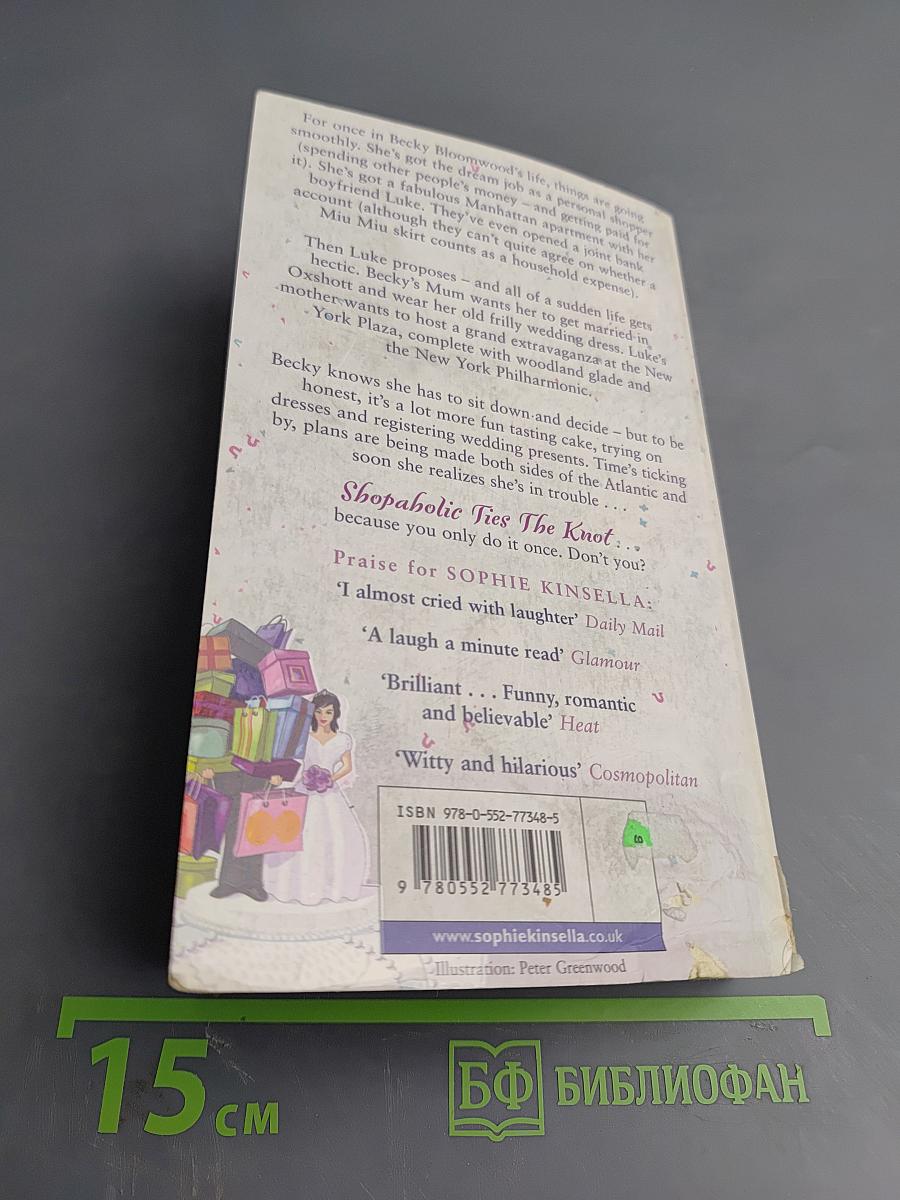 For once in Becky Bloomwood's life, things are going
smoothly. She's got the dream job as a personal shopper
(spending other people's money – and getting paid for
it). She's got a fabulous Manhattan apartment with her
boyfriend Luke. They've even opened a joint bank
account (although they can't quite agree on whether a
Miu Miu skirt counts as a household expense).
Then Luke proposes – and all of a sudden life gets
hectic. Becky's Mum wants her to get married in
Oxshott and wear her old frilly wedding dress. Luke's
mother wants to host a grand extravaganza at the New
York Plaza, complete with woodland glade and
the New York Philharmonic.
Becky knows she has to sit down and decide – but to be
honest, it's a lot more fun tasting cake, trying on
dresses and registering wedding presents. Time's ticking
by, plans are being made both sides of the Atlantic and
soon she realizes she's in trouble . . .
Shopaholic Ties The Knot . . .
because you only do it once. Don't you?
Praise for SOPHIE KINSELLA:
'I almost cried with laughter' Daily Mail
'A laugh a minute read' Glamour
'Brilliant . . . Funny, romantic
and believable' Heat
'Witty and hilarious' Cosmopolitan
ISBN 978-0-552-77348-5
9 780552 773485
www.sophiekinsella.co.uk
Illustration: Peter Greenwood
15 см
БФ БИБЛИОФАН